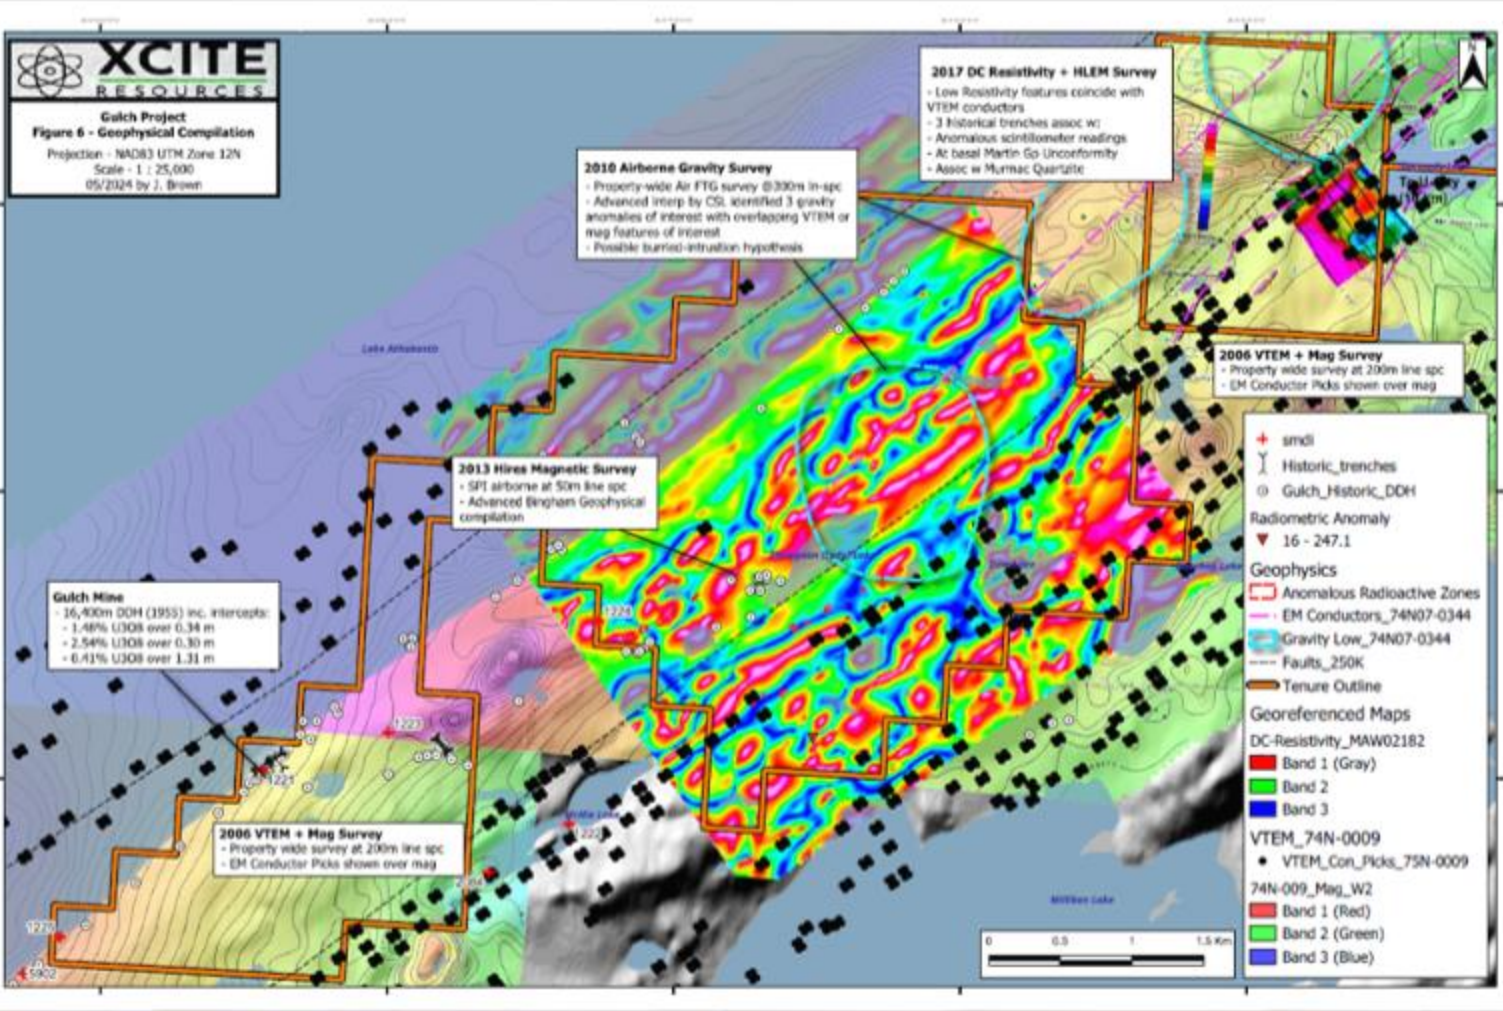 XCITE
RESOURCES
Gulch Project
Figure 6 - Geophysical Compilation
Projection - NAD83 UTM Zone 12N
Scale - 1 : 25,000
05/2024 by J. Brown
2017 DC Resistivity + HLEM Survey
- Low Resistivity features coincide with
VTEM conductors
- 3 historical trenches assoc w:
- Anomalous scintillometer readings
- At basal Martin Gp Unconformity
- Assoc w Murmac Quartzite
N
2010 Airborne Gravity Survey
- Property-wide Air FTG survey @300m ln-spc
- Advanced Interp by CSL identified 3 gravity
anomalies of interest with overlapping VTEM or
mag features of interest
- Possible burried-intrustion hypothesis
Lake Athabasca
2006 VTEM + Mag Survey
- Property wide survey at 200m line spc
- EM Conductor Picks shown over mag
2013 Hires Magnetic Survey
- SPI airborne at 50m line spc
- Advanced Bingham Geophysical
compilation
Gulch Mine
- 16,400m DDH (1955) inc. intercepts:
- 1.48% U3O8 over 0.34 m
- 2.54% U3O8 over 0.30 m
- 0.41% U3O8 over 1.31 m
1223
1221
2006 VTEM + Mag Survey
- Property wide survey at 200m line spc
- EM Conductor Picks shown over mag
1222
5902
Milliken Lake
0 0.5 1 1.5 Km
smdi
Historic_trenches
Gulch_Historic_DDH
Radiometric Anomaly
16 - 247.1
Geophysics
Anomalous Radioactive Zones
EM Conductors_74N07-0344
Gravity Low_74N07-0344
Faults_250K
Tenure Outline
Georeferenced Maps
DC-Resistivity_MAW02182
Band 1 (Gray)
Band 2
Band 3
VTEM_74N-0009
VTEM_Con_Picks_75N-0009
74N-009_Mag_W2
Band 1 (Red)
Band 2 (Green)
Band 3 (Blue)